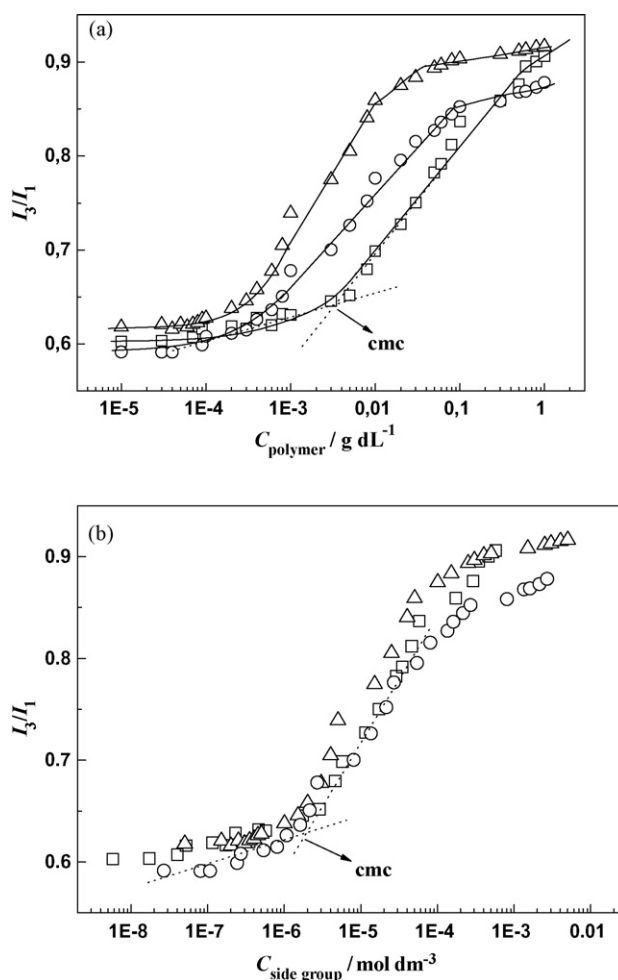 (a)
I₃/I₁
0,9
0,8
0,7
0,6
cmc
1E-5 1E-4 1E-3 0,01 0,1 1
C_polymer / g dL⁻¹
(b)
I₃/I₁
0.9
0.8
0.7
0.6
cmc
1E-8 1E-7 1E-6 1E-5 1E-4 1E-3 0.01
C_side group / mol dm⁻³